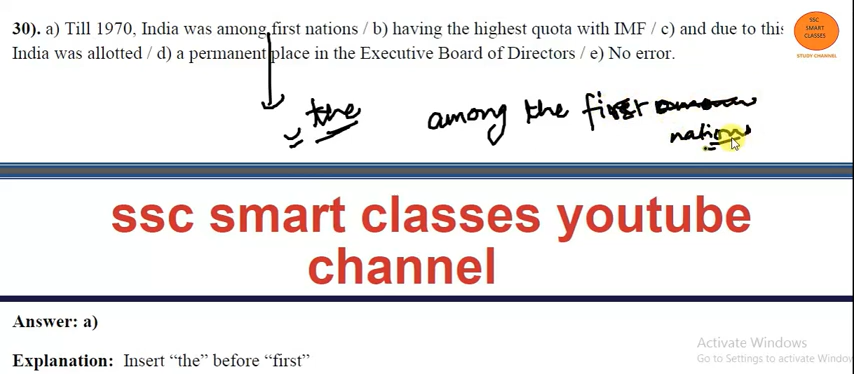 30). a) Till 1970, India was among first nations / b) having the highest quota with IMF / c) and due to this
India was allotted / d) a permanent place in the Executive Board of Directors / e) No error.
SSC
SMART
CLASSES
STUDY CHANNEL
the among the first
nation
ssc smart classes youtube
channel
Answer: a)
Explanation: Insert “the” before “first”
Activate Windows
Go to Settings to activate Window